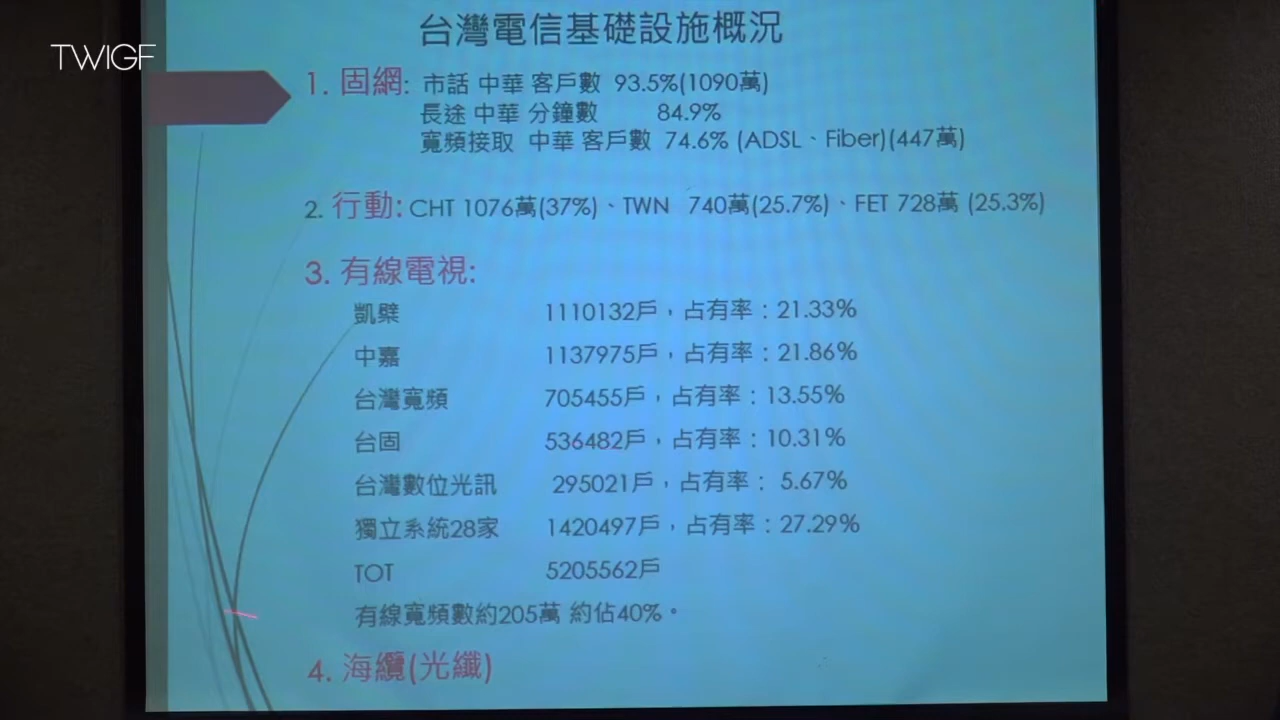 TWIGF
台灣電信基礎設施概況
1. 固網: 市話 中華 客戶數 93.5%(1090萬)
長途 中華 分鐘數 84.9%
寬頻接取 中華 客戶數 74.6% (ADSL、Fiber)(447萬)
2. 行動: CHT 1076萬(37%)、TWN 740萬(25.7%)、FET 728萬 (25.3%)
3. 有線電視:
凱擘 1110132戶，占有率：21.33%
中嘉 1137975戶，占有率：21.86%
台灣寬頻 705455戶，占有率：13.55%
台固 536482戶，占有率：10.31%
台灣數位光訊 295021戶，占有率： 5.67%
獨立系統28家 1420497戶，占有率：27.29%
TOT 5205562戶
有線寬頻數約205萬 約佔40%。
4. 海纜(光纖)